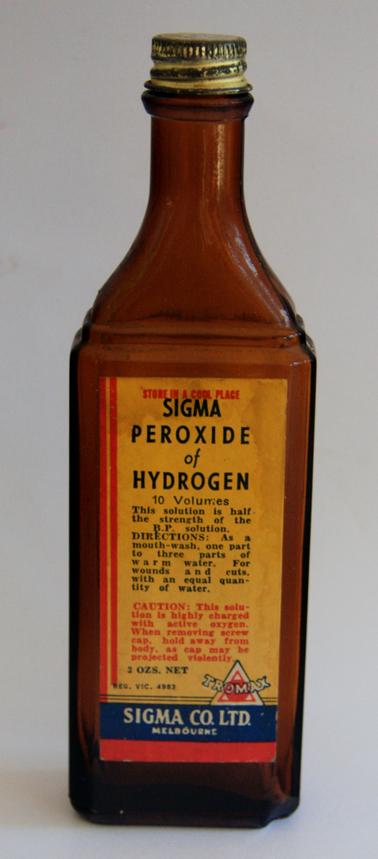 STORE IN A COOL PLACE
SIGMA
PEROXIDE
of
HYDROGEN
10 Volumes
This solution is half
the strength of the
B.P. solution.
DIRECTIONS: As a
mouth-wash, one part
to three parts of
warm water. For
wounds and cuts,
with an equal quan-
tity of water.
CAUTION: This solu-
tion is highly charged
with active oxygen.
When removing screw
cap, hold away from
body, as cap may be
projected violently.
2 OZS. NET
REG. VIC. 4983
TROMAX
SIGMA CO. LTD.
MELBOURNE